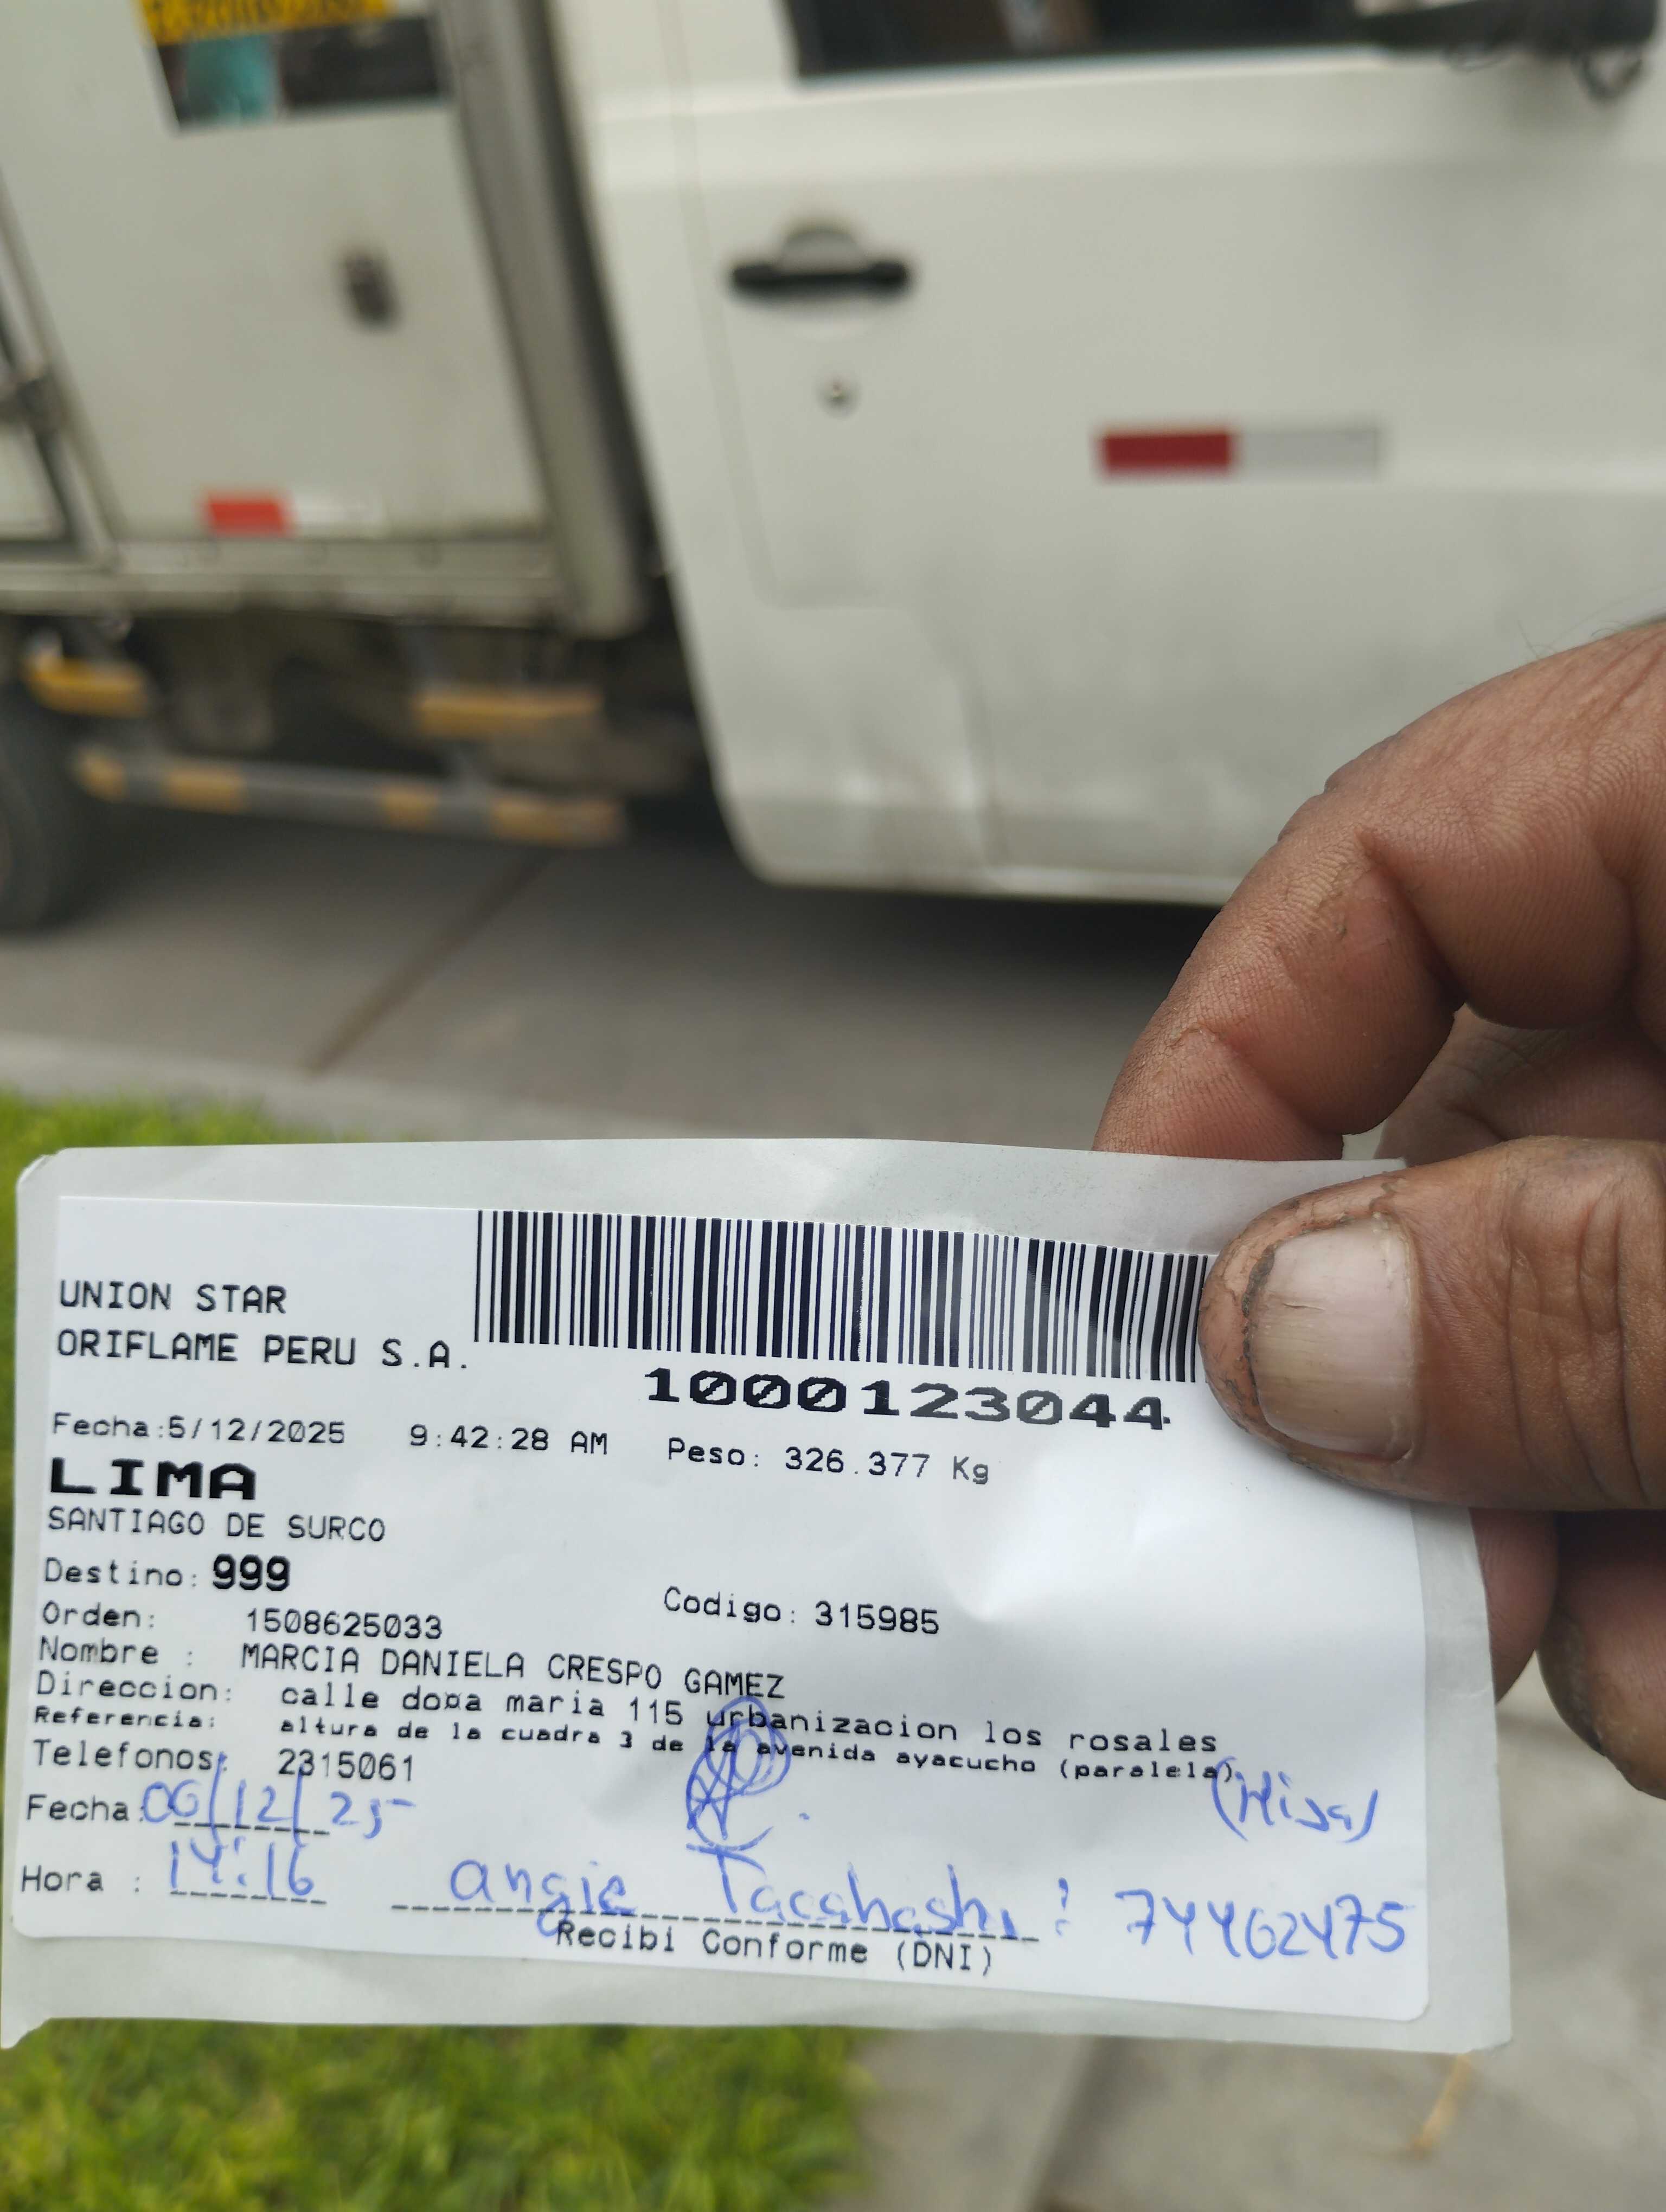 UNION STAR
ORIFLAME PERU S.A.
1000123044
Fecha:5/12/2025 9:42:28 AM Peso: 326.377 Kg
LIMA
SANTIAGO DE SURCO
Destino: 999
Codigo: 315985
Orden: 1508625033
Nombre : MARCIA DANIELA CRESPO GAMEZ
Direccion: calle doxa maria 115 urbanizacion los rosales
Referencia: altura de la cuadra 3 de la avenida ayacucho (paralela)
Telefonos: 2315061
(Hija)
Fecha: 06/12/25
Hora : 14:16
angie Tacahashi : 74462475
Recibi Conforme (DNI)